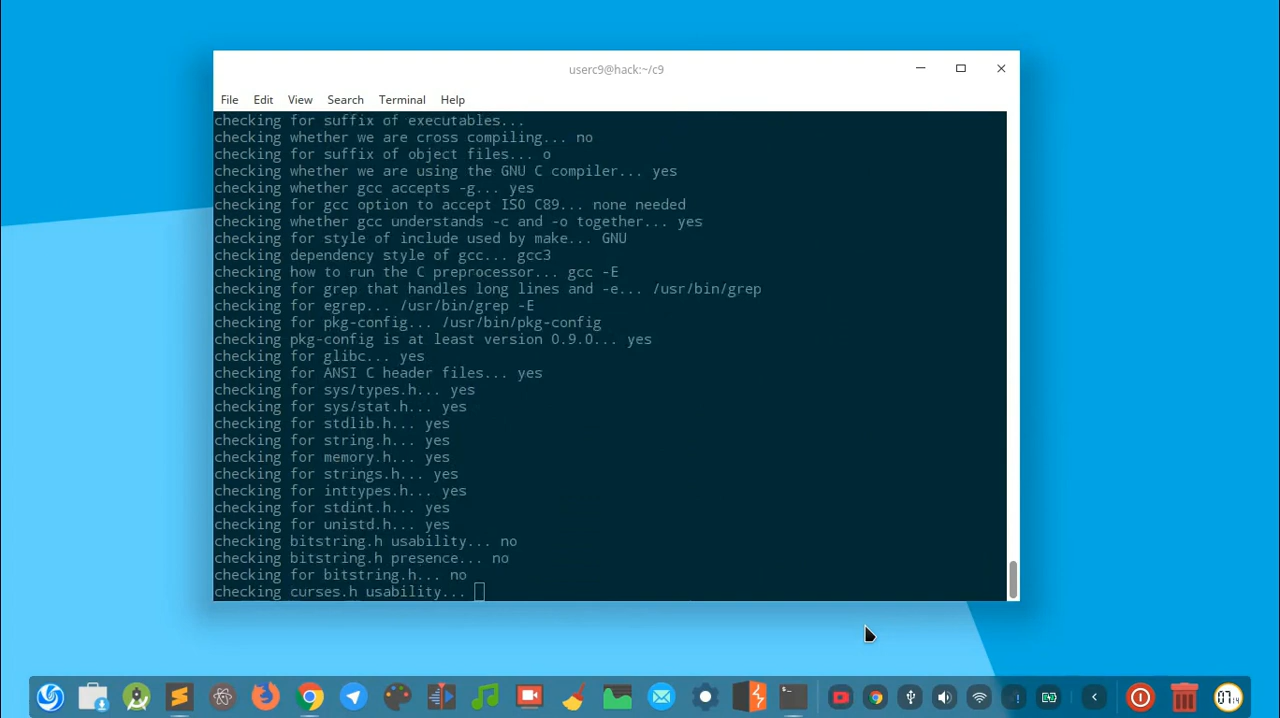 userc9@hack:~/c9
File Edit View Search Terminal Help
checking for suffix of executables...
checking whether we are cross compiling... no
checking for suffix of object files... o
checking whether we are using the GNU C compiler... yes
checking whether gcc accepts -g... yes
checking for gcc option to accept ISO C89... none needed
checking whether gcc understands -c and -o together... yes
checking for style of include used by make... GNU
checking dependency style of gcc... gcc3
checking how to run the C preprocessor... gcc -E
checking for grep that handles long lines and -e... /usr/bin/grep
checking for egrep... /usr/bin/grep -E
checking for pkg-config... /usr/bin/pkg-config
checking pkg-config is at least version 0.9.0... yes
checking for glibc... yes
checking for ANSI C header files... yes
checking for sys/types.h... yes
checking for sys/stat.h... yes
checking for stdlib.h... yes
checking for string.h... yes
checking for memory.h... yes
checking for strings.h... yes
checking for inttypes.h... yes
checking for stdint.h... yes
checking for unistd.h... yes
checking bitstring.h usability... no
checking bitstring.h presence... no
checking for bitstring.h... no
checking curses.h usability...